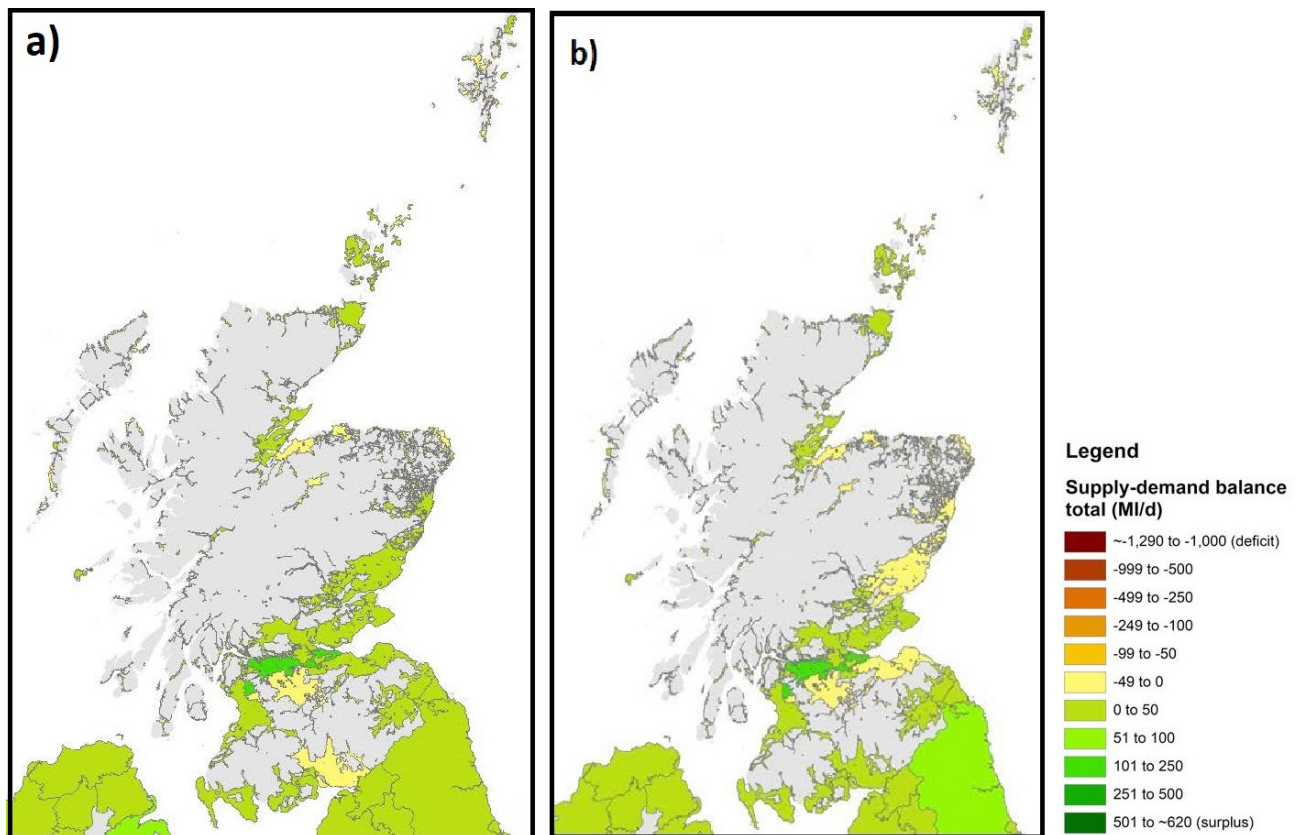 a)
b)
Legend
Supply-demand balance
total (Ml/d)
~-1,290 to -1,000 (deficit)
-999 to -500
-499 to -250
-249 to -100
-99 to -50
-49 to 0
0 to 50
51 to 100
101 to 250
251 to 500
501 to ~620 (surplus)